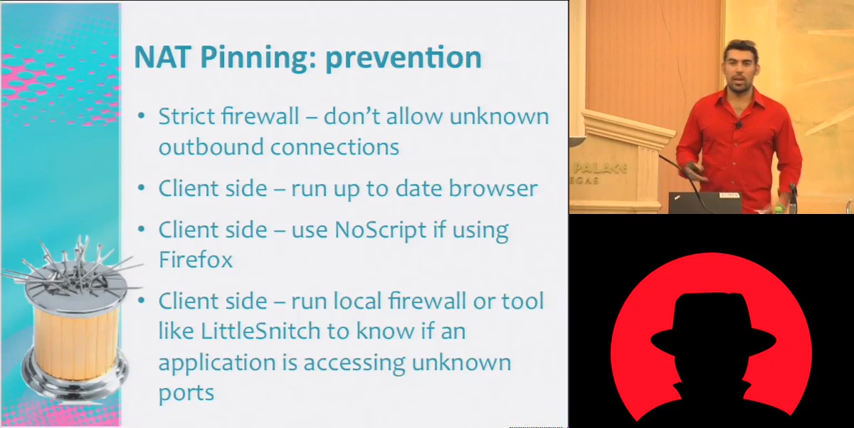 NAT Pinning: prevention
• Strict firewall – don't allow unknown
outbound connections
• Client side – run up to date browser
• Client side – use NoScript if using
Firefox
• Client side – run local firewall or tool
like LittleSnitch to know if an
application is accessing unknown
ports
PALACE
VEGAS